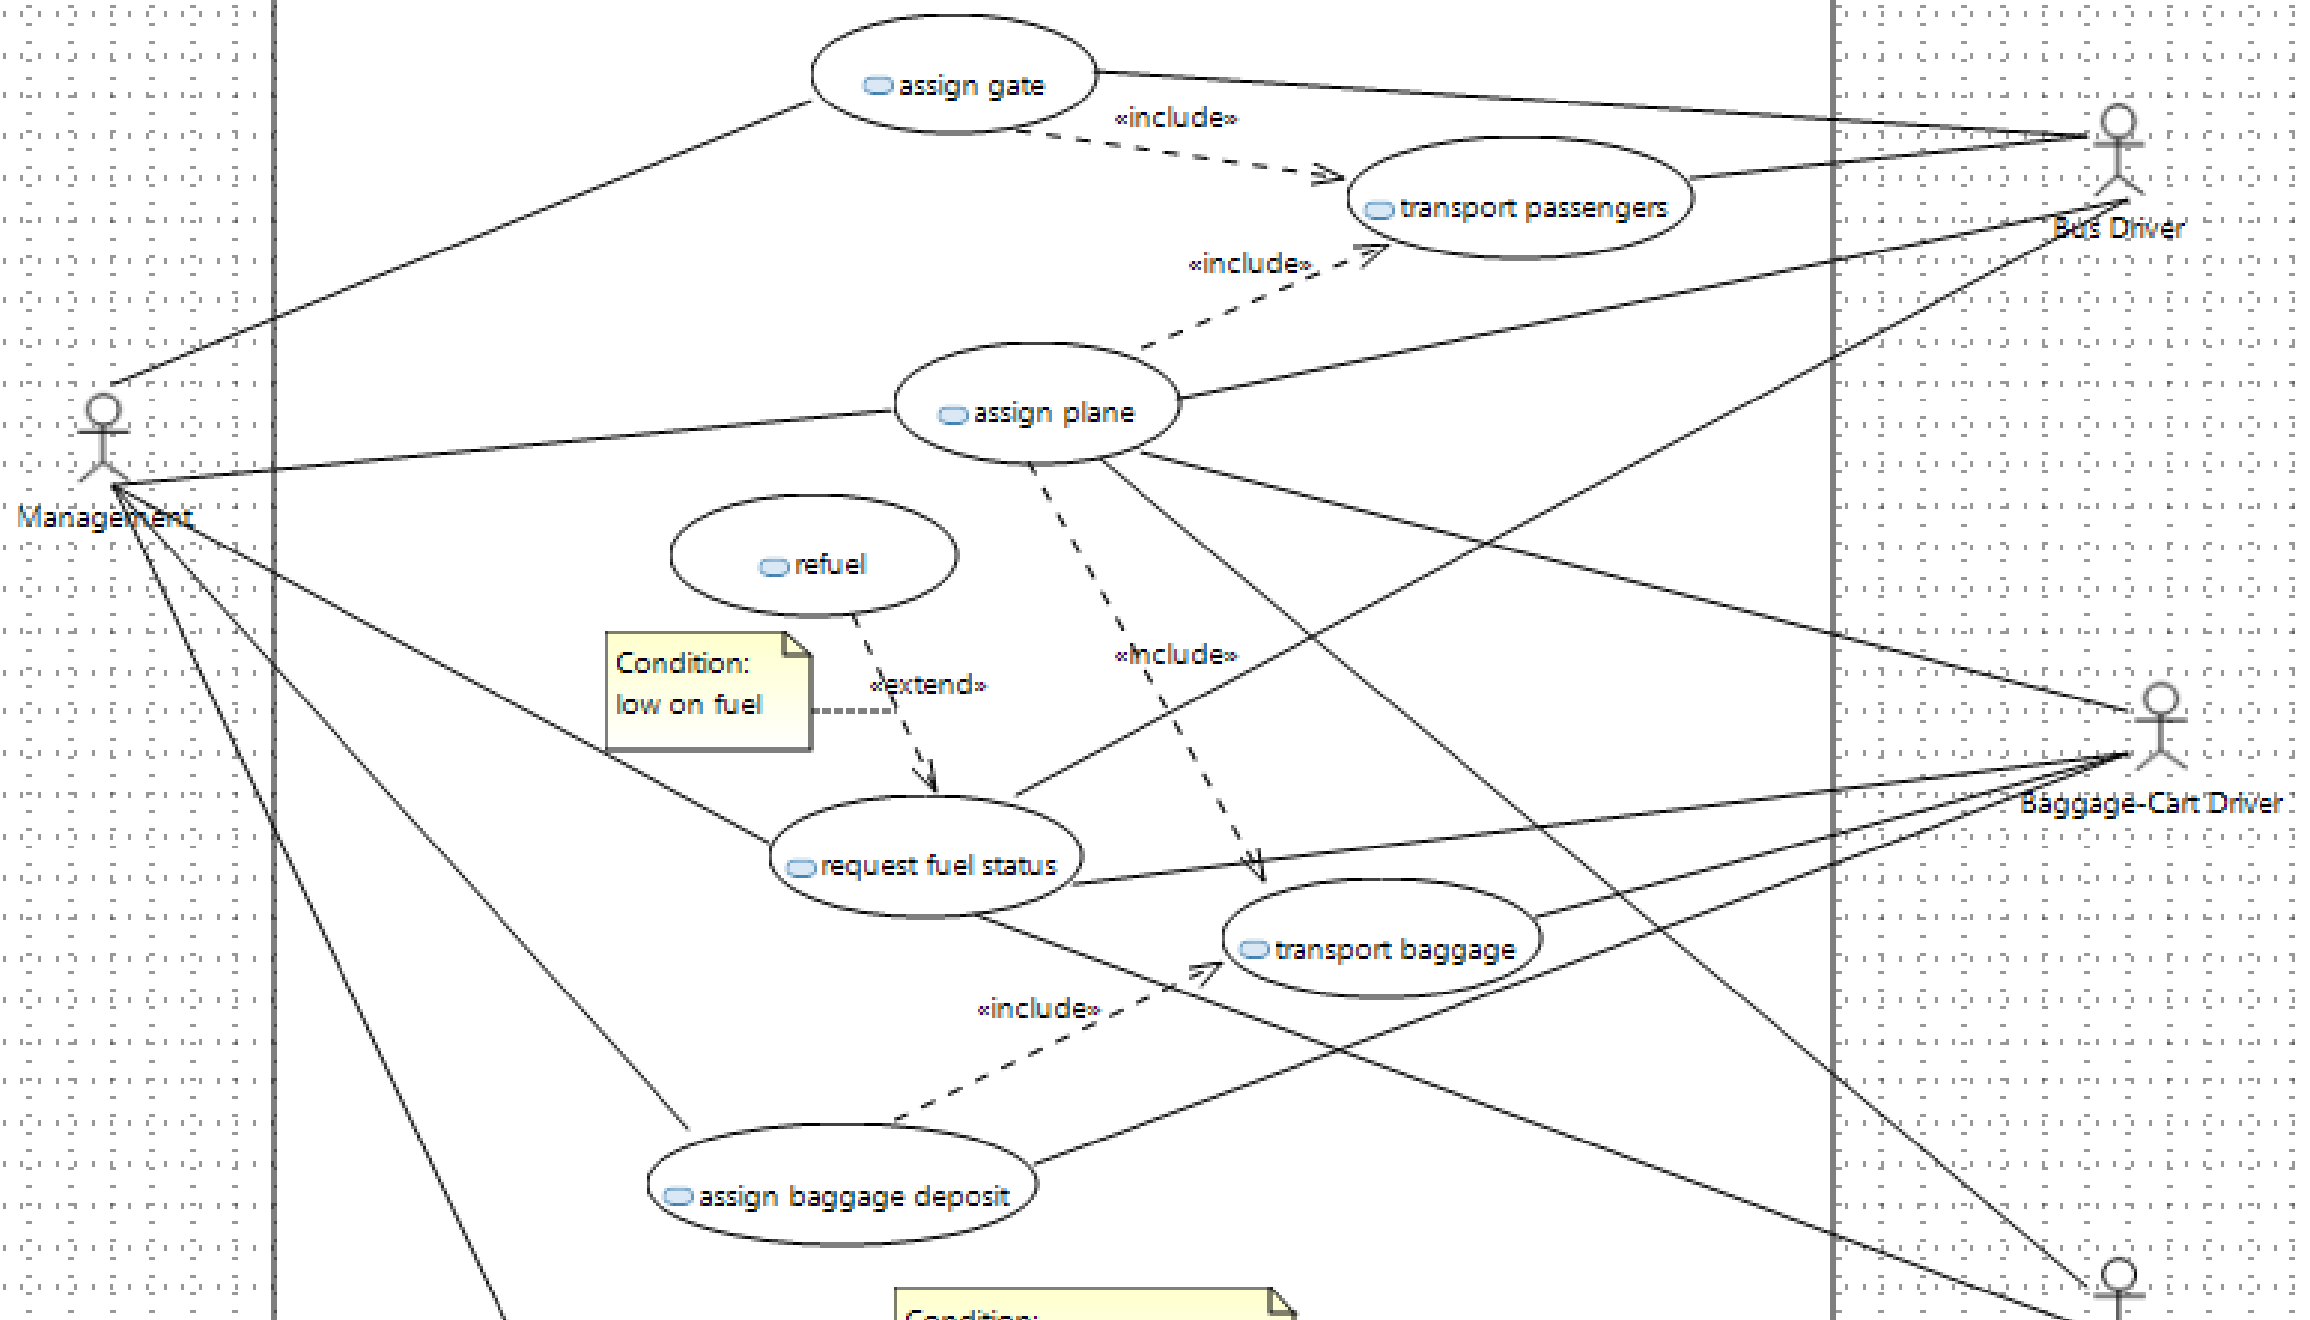 assign gate
«include»
transport passengers
Bus Driver
«include»
assign plane
Management
refuel
«include»
Condition:
low on fuel
«extend»
Baggage-Cart Driver
request fuel status
transport baggage
«include»
assign baggage deposit
Condition: